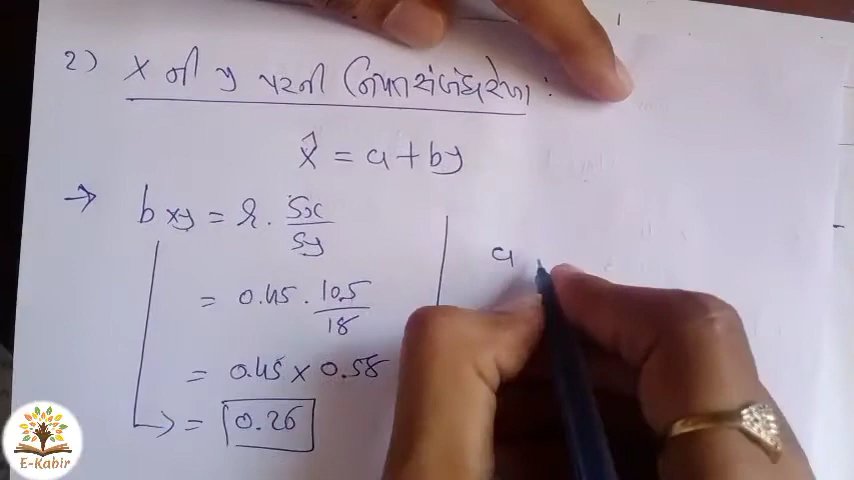 2) X ની y પરની નિયતસંબંધરેખા :
x̂ = a + by
→ bxy = r . Sx / Sy
= 0.45 . 10.5 / 18
= 0.45 × 0.58
= 0.26
a
E-Kabir